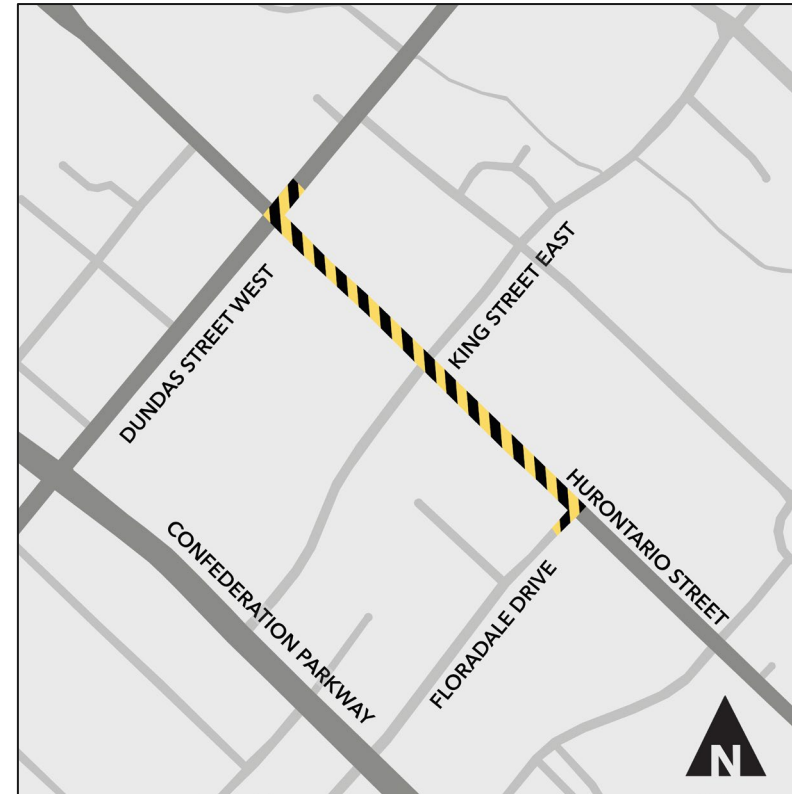 KING STREET EAST
DUNDAS STREET WEST
HURONTARIO STREET
CONFEDERATION PARKWAY
FLORADALE DRIVE
N